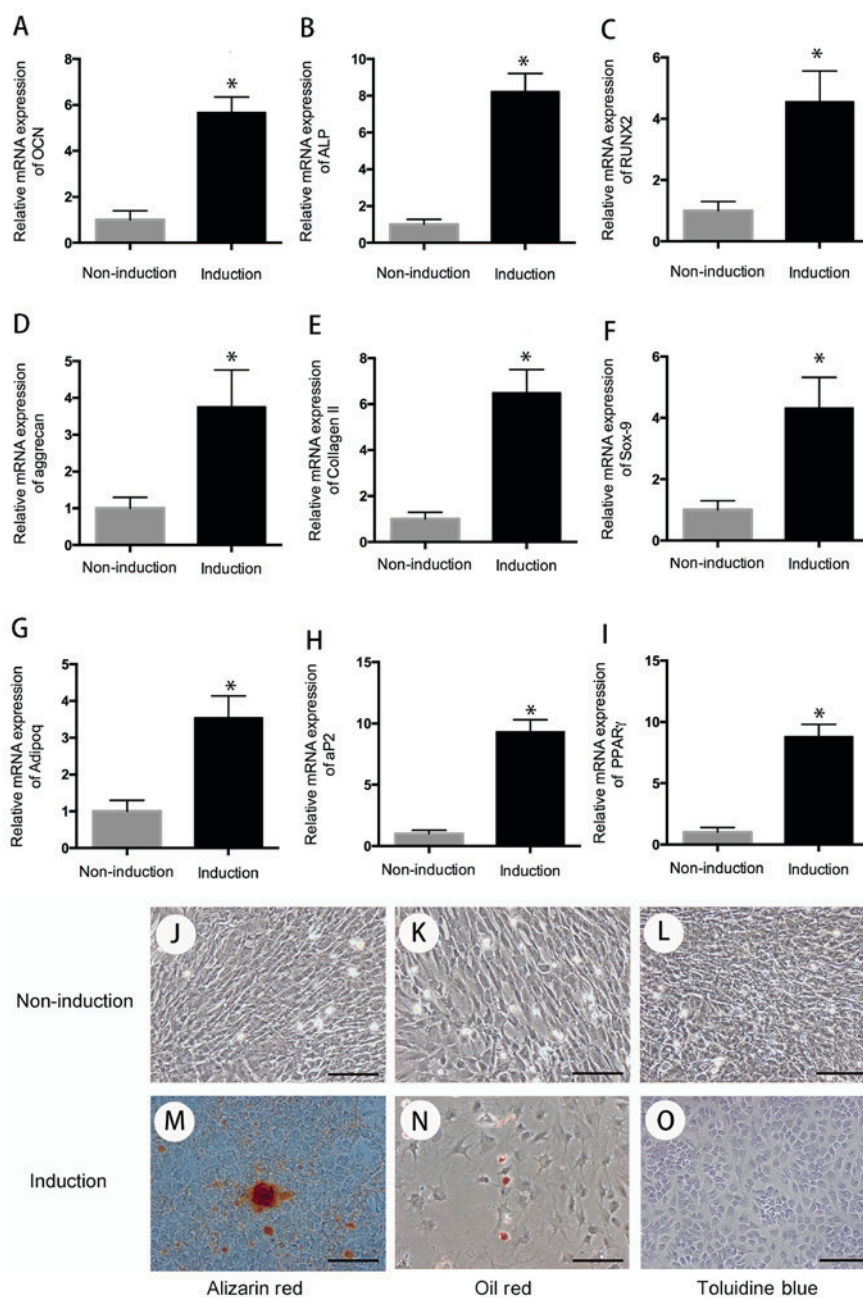 A
Relative mRNA expression
of OCN
8
6
4
2
0
*
Non-induction
Induction
B
Relative mRNA expression
of ALP
10
8
6
4
2
0
*
Non-induction
Induction
C
Relative mRNA expression
of RUNX2
6
4
2
0
*
Non-induction
Induction
D
Relative mRNA expression
of aggrecan
5
4
3
2
1
0
*
Non-induction
Induction
E
Relative mRNA expression
of Collagen II
8
6
4
2
0
*
Non-induction
Induction
F
Relative mRNA expression
of Sox-9
6
4
2
0
*
Non-induction
Induction
G
Relative mRNA expression
of Adipoq
5
4
3
2
1
0
*
Non-induction
Induction
H
Relative mRNA expression
of aP2
15
10
5
0
*
Non-induction
Induction
I
Relative mRNA expression
of PPARγ
15
10
5
0
*
Non-induction
Induction
Non-induction
J
K
L
Induction
M
N
O
Alizarin red
Oil red
Toluidine blue